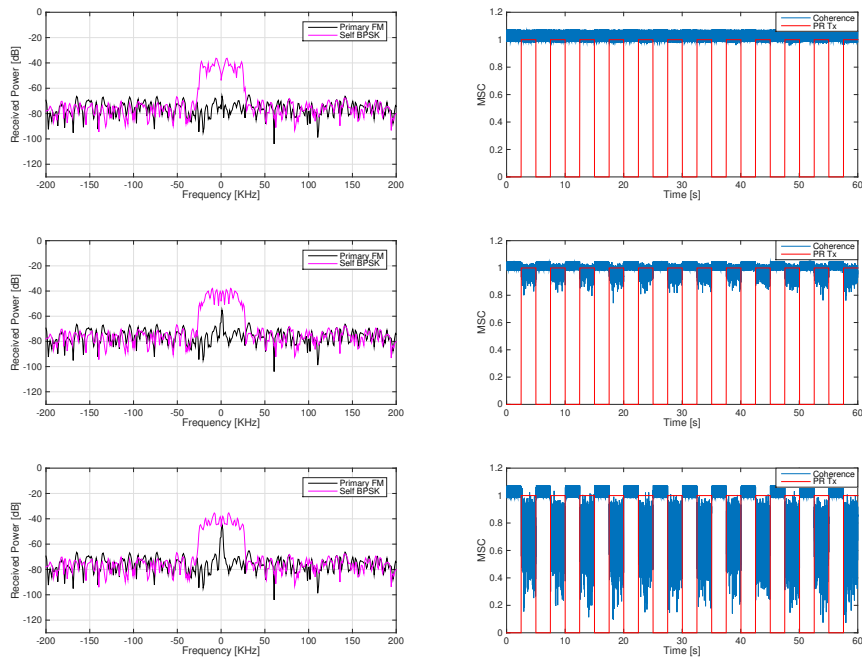 0
-20
-40
-60
-80
-100
-120
Received Power [dB]
-200 -150 -100 -50 0 50 100 150 200
Frequency [KHz]
Primary FM
Self BPSK
1.2
1
0.8
0.6
0.4
0.2
0
MSC
0 10 20 30 40 50 60
Time [s]
Coherence
PR Tx
0
-20
-40
-60
-80
-100
-120
Received Power [dB]
-200 -150 -100 -50 0 50 100 150 200
Frequency [KHz]
Primary FM
Self BPSK
1.2
1
0.8
0.6
0.4
0.2
0
MSC
0 10 20 30 40 50 60
Time [s]
Coherence
PR Tx
0
-20
-40
-60
-80
-100
-120
Received Power [dB]
-200 -150 -100 -50 0 50 100 150 200
Frequency [KHz]
Primary FM
Self BPSK
1.2
1
0.8
0.6
0.4
0.2
0
MSC
0 10 20 30 40 50 60
Time [s]
Coherence
PR Tx